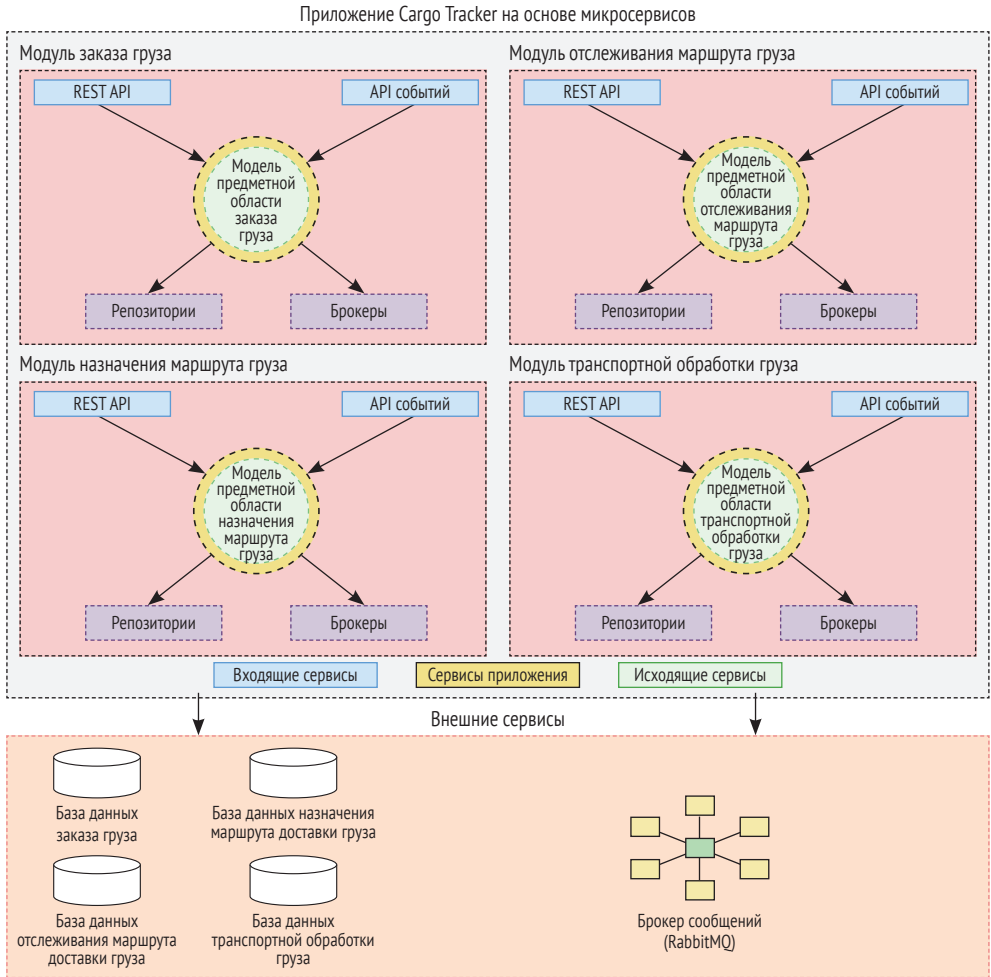 Приложение Cargo Tracker на основе микросервисов
Модуль заказа груза
REST API
API событий
Модель
предметной
области
заказа
груза
Репозитории
Брокеры
Модуль отслеживания маршрута груза
REST API
API событий
Модель
предметной
области
отслеживания
маршрута
груза
Репозитории
Брокеры
Модуль назначения маршрута груза
REST API
API событий
Модель
предметной
области
назначения
маршрута
груза
Репозитории
Брокеры
Модуль транспортной обработки груза
REST API
API событий
Модель
предметной
области
транспортной
обработки
груза
Репозитории
Брокеры
Входящие сервисы
Сервисы приложения
Исходящие сервисы
Внешние сервисы
База данных
заказа груза
База данных назначения
маршрута доставки груза
База данных
отслеживания маршрута
доставки груза
База данных
транспортной обработки
груза
Брокер сообщений
(RabbitMQ)